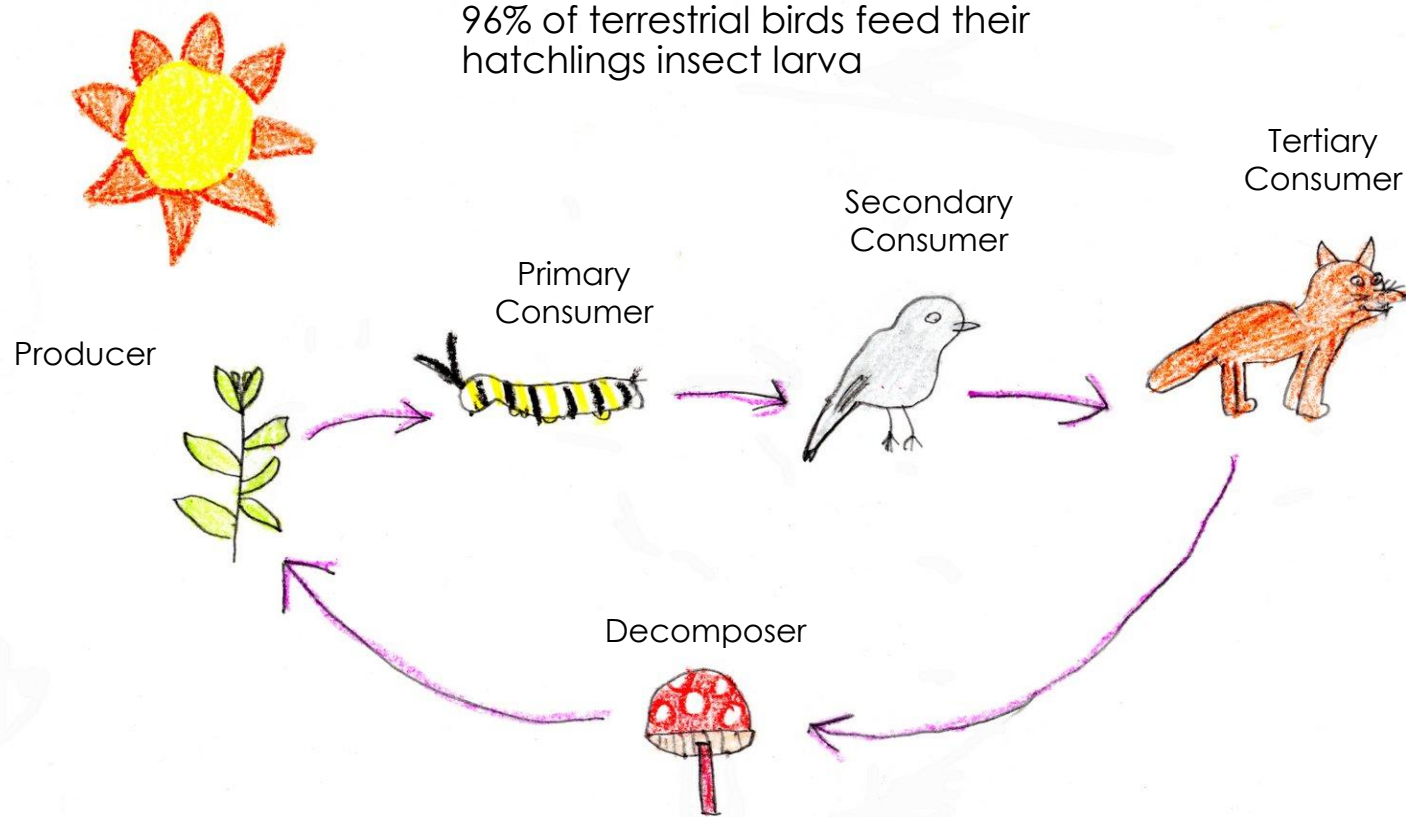 96% of terrestrial birds feed their
hatchlings insect larva
Tertiary
Consumer
Secondary
Consumer
Primary
Consumer
Producer
Decomposer